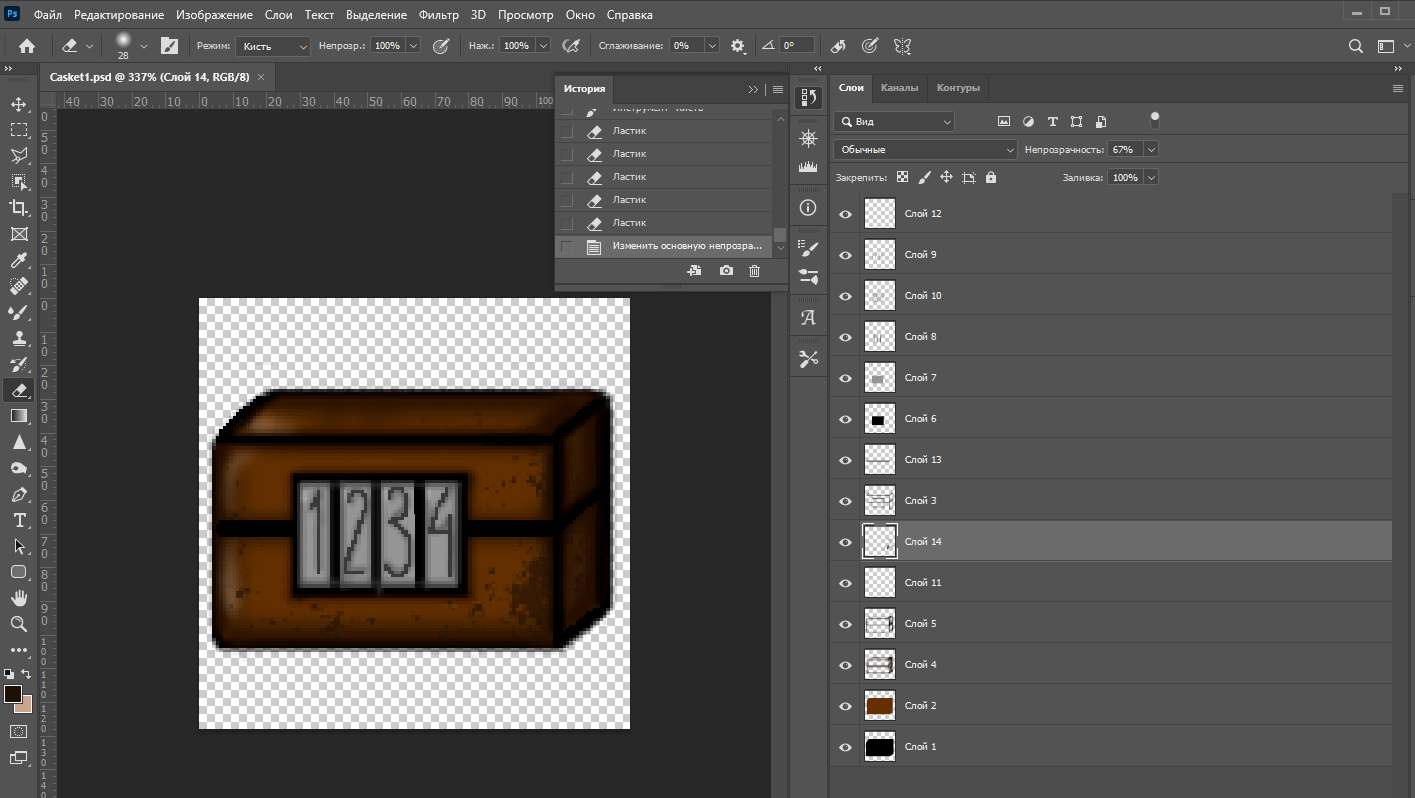 Ps Файл Редактирование Изображение Слои Текст Выделение Фильтр 3D Просмотр Окно Справка
28 Режим: Кисть Непрозр.: 100% Наж.: 100% Сглаживание: 0% 0°
Casket1.psd @ 337% (Слой 14, RGB/8) ×
40 30 20 10 0 10 20 30 40 50 60 70 80 90 100
История
Ластик
Ластик
Ластик
Ластик
Ластик
Изменить основную непрозра...
1234
Слои Каналы Контуры
Вид
Обычные Непрозрачность: 67%
Закрепить: Заливка: 100%
Слой 12
Слой 9
Слой 10
Слой 8
Слой 7
Слой 6
Слой 13
Слой 3
Слой 14
Слой 11
Слой 5
Слой 4
Слой 2
Слой 1